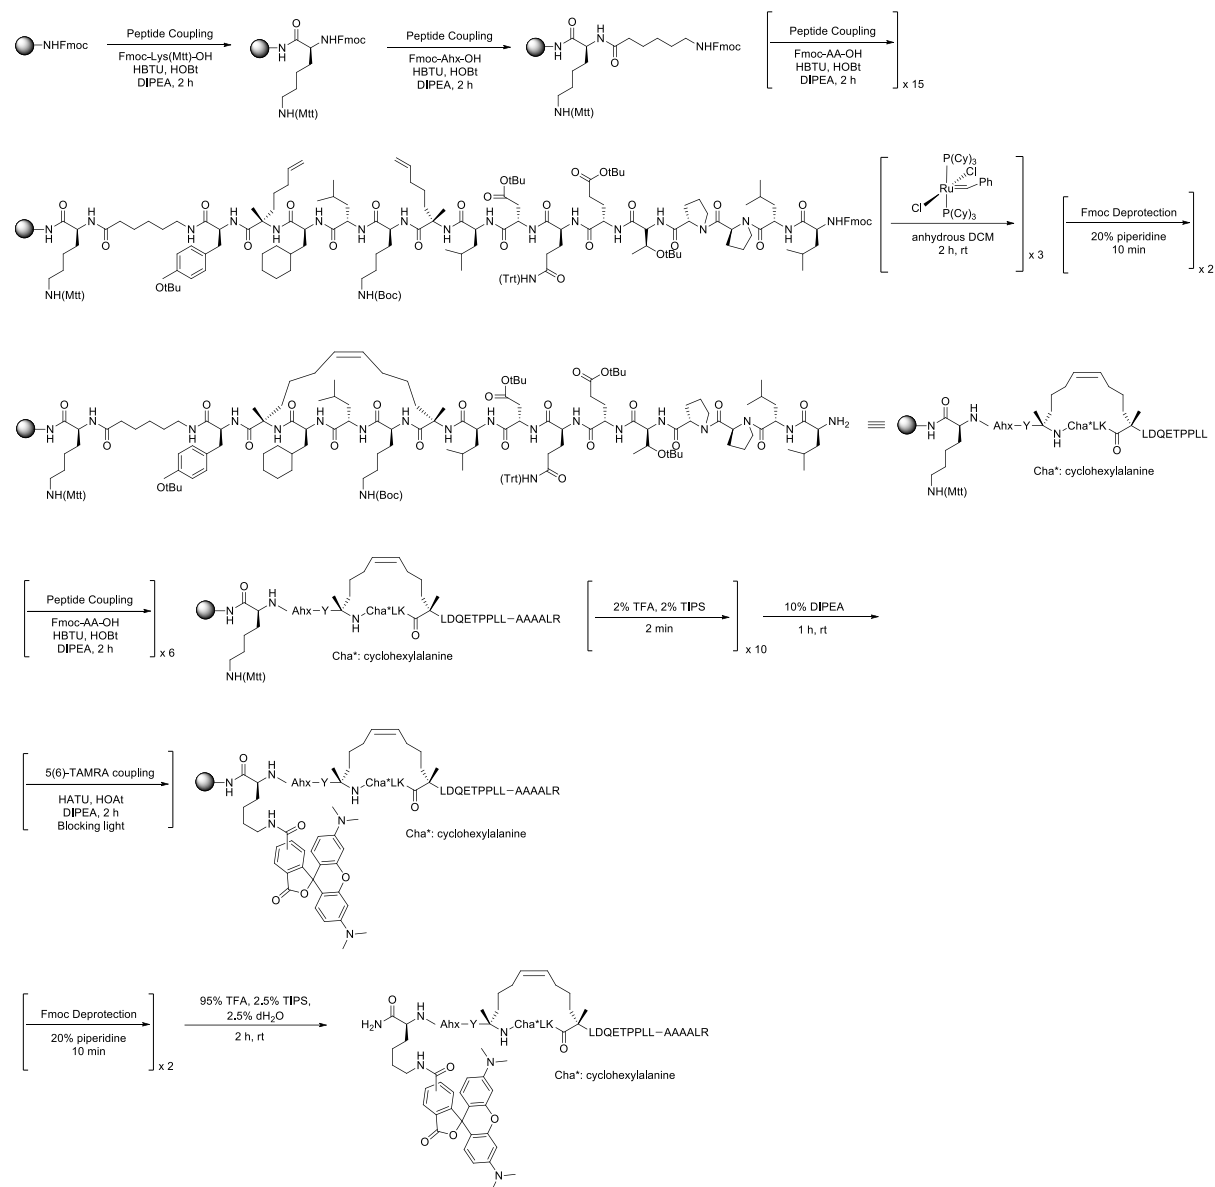 NHFmoc
Peptide Coupling
Fmoc-Lys(Mtt)-OH
HBTU, HOBt
DIPEA, 2 h
O
N
H
NHFmoc
NH(Mtt)
Peptide Coupling
Fmoc-Ahx-OH
HBTU, HOBt
DIPEA, 2 h
O
H
N
N
H
O
NHFmoc
NH(Mtt)
Peptide Coupling
Fmoc-AA-OH
HBTU, HOBt
DIPEA, 2 h
x 15
NH(Mtt)
OtBu
NH(Boc)
OtBu
OtBu
(Trt)HN
OtBu
NHFmoc
P(Cy)3
Cl
Ru
Ph
Cl
P(Cy)3
anhydrous DCM
2 h, rt
x 3
Fmoc Deprotection
20% piperidine
10 min
x 2
NH(Mtt)
OtBu
NH(Boc)
OtBu
OtBu
(Trt)HN
OtBu
NH2
O
H
N
NH
Ahx–Y
N
H
Cha*LK
O
LDQETPPLL
Cha*: cyclohexylalanine
NH(Mtt)
Peptide Coupling
Fmoc-AA-OH
HBTU, HOBt
DIPEA, 2 h
x 6
O
H
N
NH
Ahx–Y
NH
Cha*LK
O
LDQETPPLL–AAAALR
Cha*: cyclohexylalanine
NH(Mtt)
2% TFA, 2% TIPS
2 min
x 10
10% DIPEA
1 h, rt
5(6)-TAMRA coupling
HATU, HOAt
DIPEA, 2 h
Blocking light
O
H
N
NH
Ahx–Y
NH
Cha*LK
O
LDQETPPLL–AAAALR
Cha*: cyclohexylalanine
HN
O
N
O
O
O
N
Fmoc Deprotection
20% piperidine
10 min
x 2
95% TFA, 2.5% TIPS,
2.5% dH2O
2 h, rt
O
H2N
HN
Ahx–Y
N
H
Cha*LK
O
LDQETPPLL–AAAALR
Cha*: cyclohexylalanine
HN
O
N
O
O
O
N